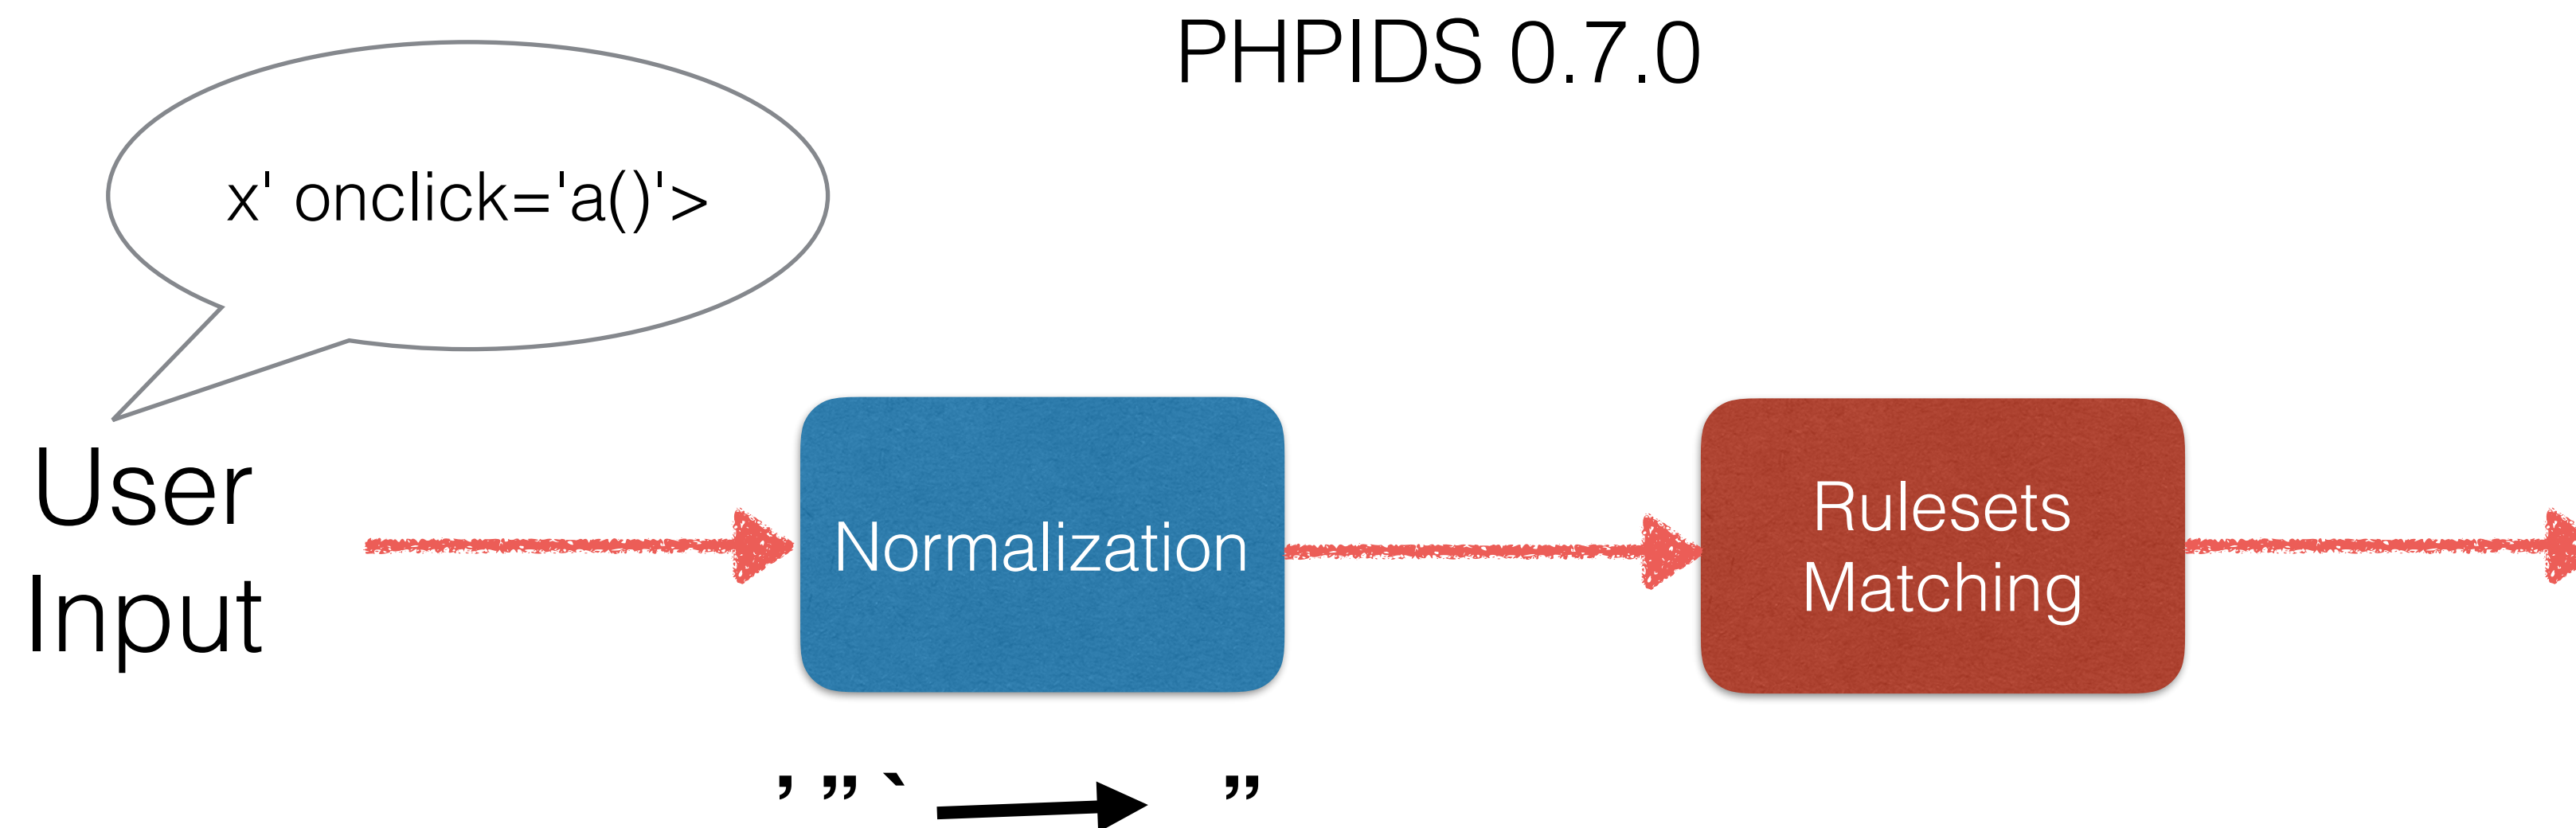 PHPIDS 0.7.0
x' onclick='a()'>
User
Input
Normalization
Rulesets
Matching
’ ” ` ”